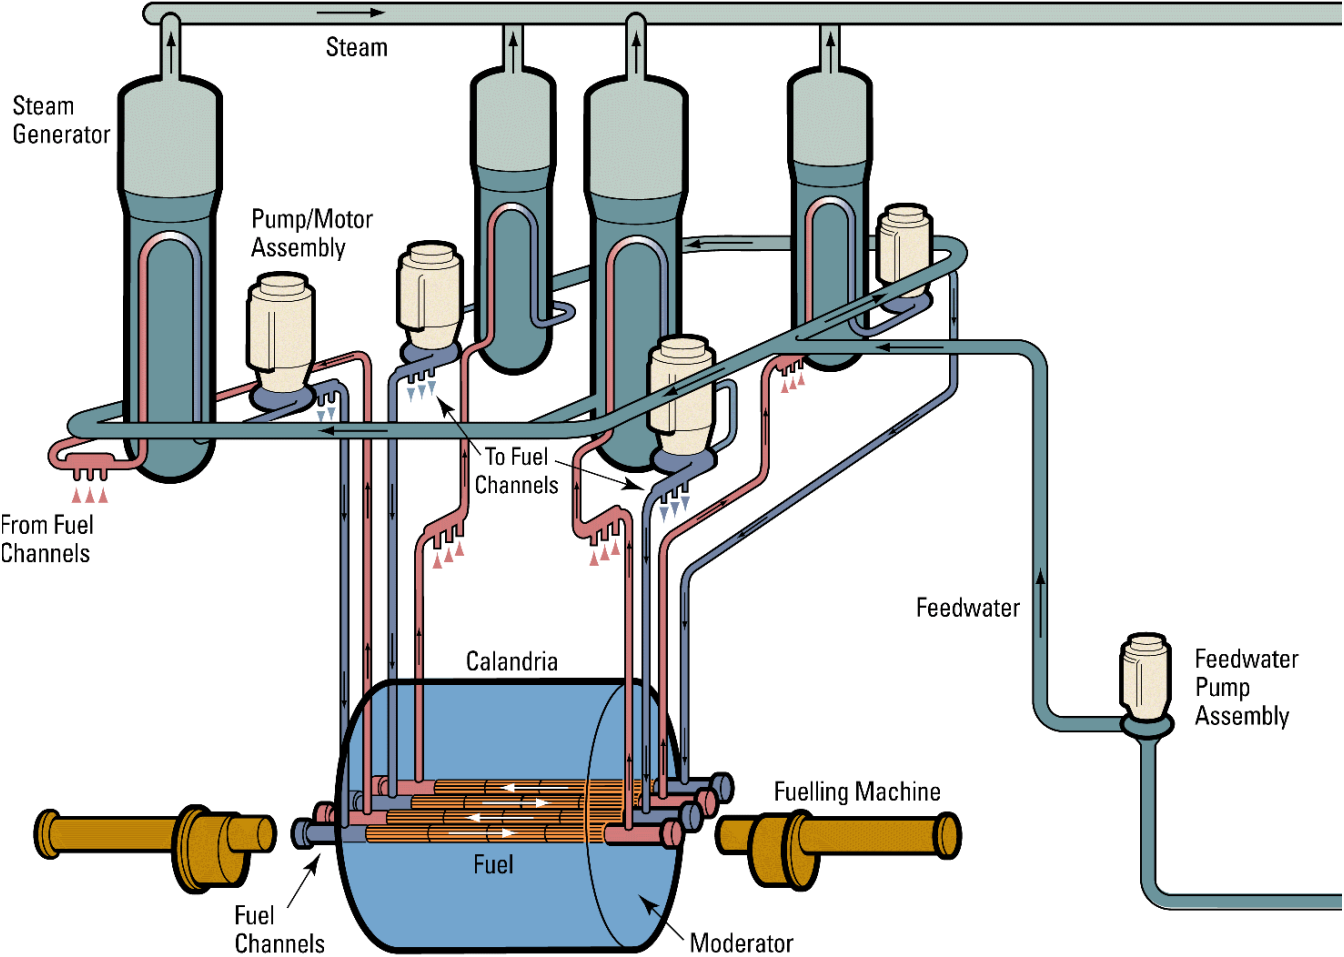 Steam
Steam
Generator
Pump/Motor
Assembly
To Fuel
Channels
From Fuel
Channels
Feedwater
Calandria
Feedwater
Pump
Assembly
Fuelling Machine
Fuel
Fuel
Channels
Moderator